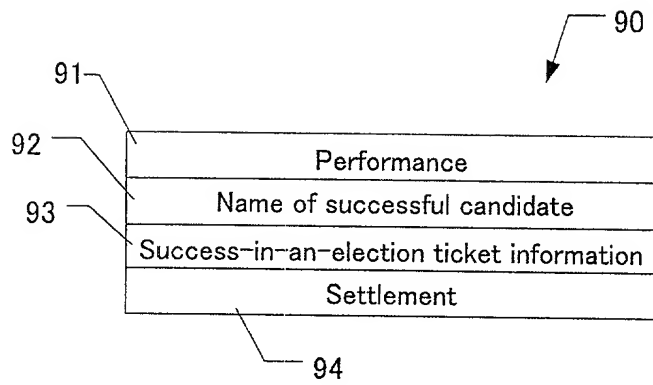 90
91
Performance
92
Name of successful candidate
93
Success-in-an-election ticket information
Settlement
94